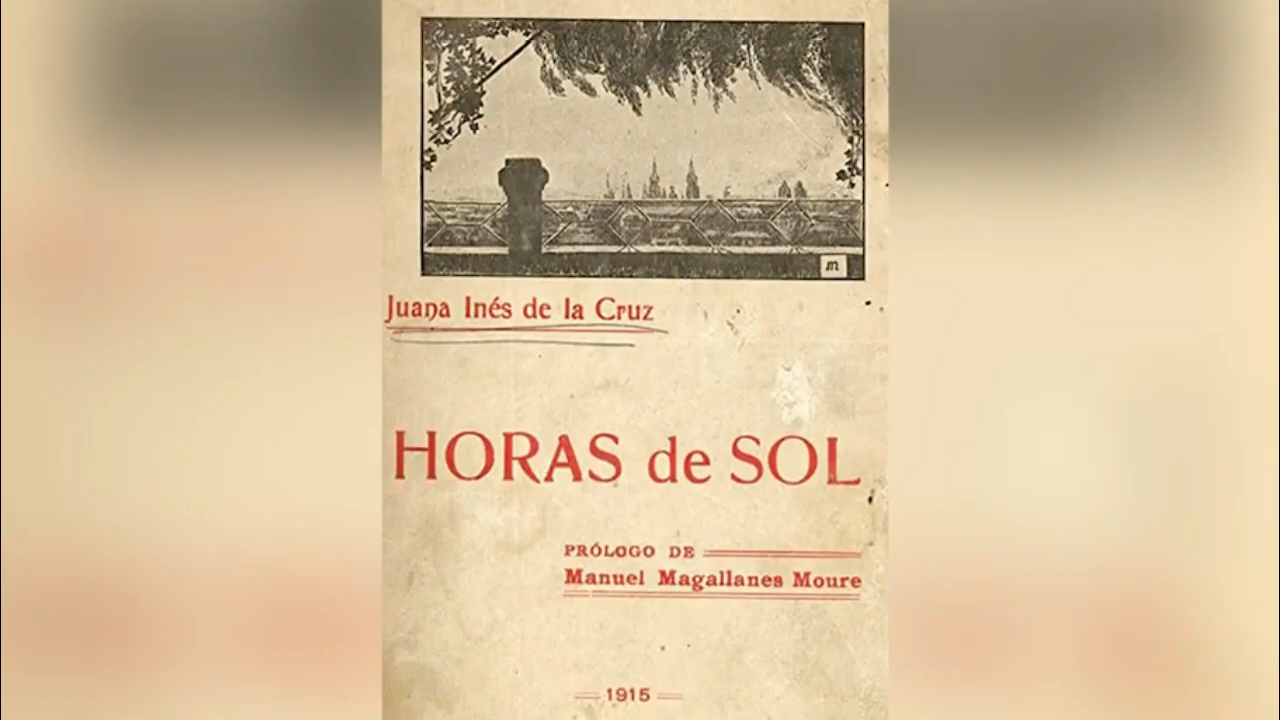 m
Juana Inés de la Cruz
HORAS de SOL
PRÓLOGO DE
Manuel Magallanes Moure
1915